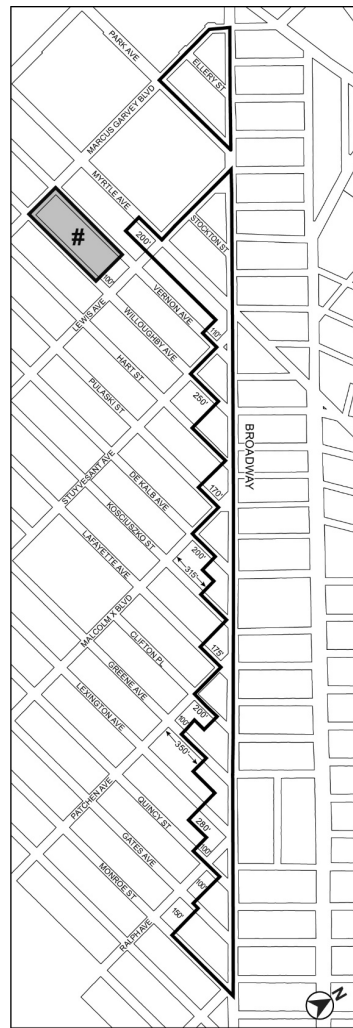 PARK AVE
ELLERY ST
MARCUS GARVEY BLVD
MYRTLE AVE
STOCKTON ST
#
200'
100'
VERNON AVE
110'
LEWIS AVE
WILLOUGHBY AVE
HART ST
250'
PULASKI ST
BROADWAY
STUYVESANT AVE
DE KALB AVE
170'
KOSCIUSZKO ST
200'
LAFAYETTE AVE
315'
MALCOLM X BLVD
CLIFTON PL
175'
GREENE AVE
200'
LEXINGTON AVE
100'
350'
PATCHEN AVE
QUINCY ST
280'
GATES AVE
100'
MONROE ST
100'
150'
RALPH AVE
N